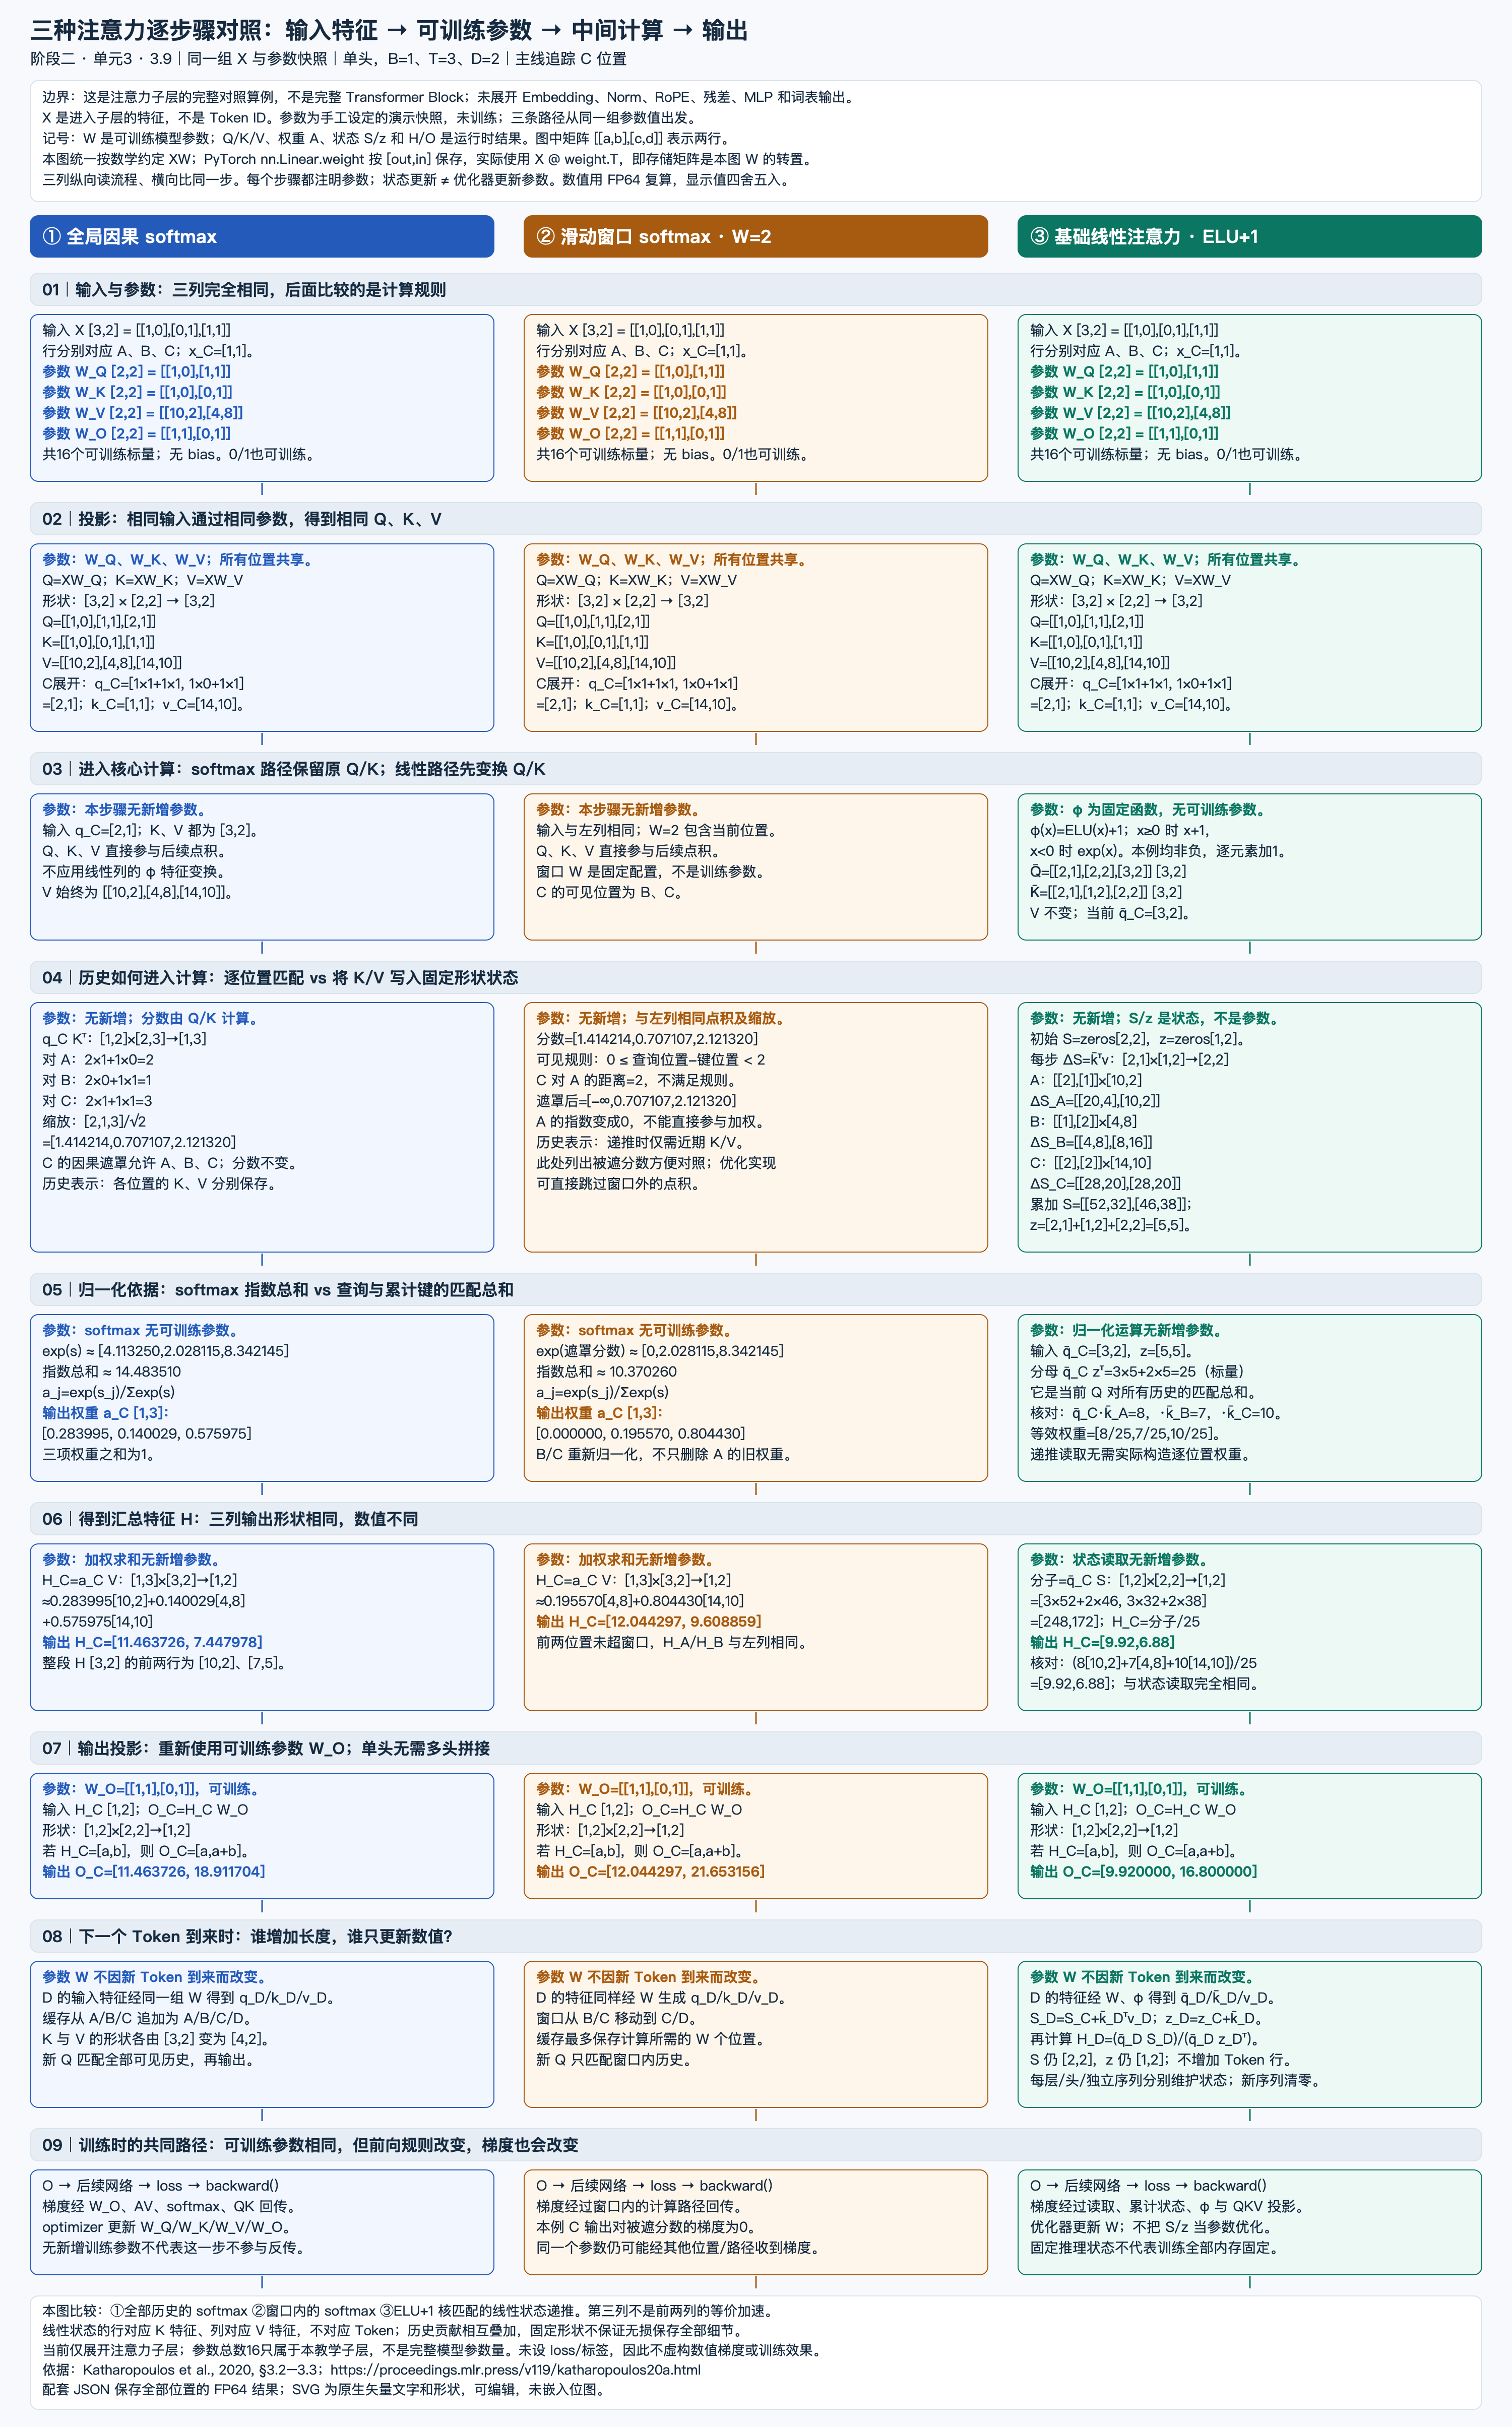 三种注意力逐步骤对照：输入特征 → 可训练参数 → 中间计算 → 输出
阶段二 · 单元3 · 3.9｜同一组 X 与参数快照｜单头，B=1、T=3、D=2｜主线追踪 C 位置
边界：这是注意力子层的完整对照算例，不是完整 Transformer Block；未展开 Embedding、Norm、RoPE、残差、MLP 和词表输出。
X 是进入子层的特征，不是 Token ID。参数为手工设定的演示快照，未训练；三条路径从同一组参数值出发。
记号：W 是可训练模型参数；Q/K/V、权重 A、状态 S/z 和 H/O 是运行时结果。图中矩阵 [[a,b],[c,d]] 表示两行。
本图统一按数学约定 XW；PyTorch nn.Linear.weight 按 [out,in] 保存，实际使用 X @ weight.T，即存储矩阵是本图 W 的转置。
三列纵向读流程、横向比同一步。每个步骤都注明参数；状态更新 ≠ 优化器更新参数。数值用 FP64 复算，显示值四舍五入。
① 全局因果 softmax
② 滑动窗口 softmax · W=2
③ 基础线性注意力 · ELU+1
01｜输入与参数：三列完全相同，后面比较的是计算规则
输入 X [3,2] = [[1,0],[0,1],[1,1]]
行分别对应 A、B、C；x_C=[1,1]。
参数 W_Q [2,2] = [[1,0],[1,1]]
参数 W_K [2,2] = [[1,0],[0,1]]
参数 W_V [2,2] = [[10,2],[4,8]]
参数 W_O [2,2] = [[1,1],[0,1]]
共16个可训练标量；无 bias。0/1也可训练。
输入 X [3,2] = [[1,0],[0,1],[1,1]]
行分别对应 A、B、C；x_C=[1,1]。
参数 W_Q [2,2] = [[1,0],[1,1]]
参数 W_K [2,2] = [[1,0],[0,1]]
参数 W_V [2,2] = [[10,2],[4,8]]
参数 W_O [2,2] = [[1,1],[0,1]]
共16个可训练标量；无 bias。0/1也可训练。
输入 X [3,2] = [[1,0],[0,1],[1,1]]
行分别对应 A、B、C；x_C=[1,1]。
参数 W_Q [2,2] = [[1,0],[1,1]]
参数 W_K [2,2] = [[1,0],[0,1]]
参数 W_V [2,2] = [[10,2],[4,8]]
参数 W_O [2,2] = [[1,1],[0,1]]
共16个可训练标量；无 bias。0/1也可训练。
02｜投影：相同输入通过相同参数，得到相同 Q、K、V
参数：W_Q、W_K、W_V；所有位置共享。
Q=XW_Q；K=XW_K；V=XW_V
形状：[3,2] × [2,2] → [3,2]
Q=[[1,0],[1,1],[2,1]]
K=[[1,0],[0,1],[1,1]]
V=[[10,2],[4,8],[14,10]]
C展开：q_C=[1×1+1×1, 1×0+1×1]
=[2,1]；k_C=[1,1]；v_C=[14,10]。
参数：W_Q、W_K、W_V；所有位置共享。
Q=XW_Q；K=XW_K；V=XW_V
形状：[3,2] × [2,2] → [3,2]
Q=[[1,0],[1,1],[2,1]]
K=[[1,0],[0,1],[1,1]]
V=[[10,2],[4,8],[14,10]]
C展开：q_C=[1×1+1×1, 1×0+1×1]
=[2,1]；k_C=[1,1]；v_C=[14,10]。
参数：W_Q、W_K、W_V；所有位置共享。
Q=XW_Q；K=XW_K；V=XW_V
形状：[3,2] × [2,2] → [3,2]
Q=[[1,0],[1,1],[2,1]]
K=[[1,0],[0,1],[1,1]]
V=[[10,2],[4,8],[14,10]]
C展开：q_C=[1×1+1×1, 1×0+1×1]
=[2,1]；k_C=[1,1]；v_C=[14,10]。
03｜进入核心计算：softmax 路径保留原 Q/K；线性路径先变换 Q/K
参数：本步骤无新增参数。
输入 q_C=[2,1]；K、V 都为 [3,2]。
Q、K、V 直接参与后续点积。
不应用线性列的 φ 特征变换。
V 始终为 [[10,2],[4,8],[14,10]]。
参数：本步骤无新增参数。
输入与左列相同；W=2 包含当前位置。
Q、K、V 直接参与后续点积。
窗口 W 是固定配置，不是训练参数。
C 的可见位置为 B、C。
参数：φ 为固定函数，无可训练参数。
φ(x)=ELU(x)+1；x≥0 时 x+1，
x<0 时 exp(x)。本例均非负，逐元素加1。
Q̄=[[2,1],[2,2],[3,2]] [3,2]
K̄=[[2,1],[1,2],[2,2]] [3,2]
V 不变；当前 q̄_C=[3,2]。
04｜历史如何进入计算：逐位置匹配 vs 将 K/V 写入固定形状状态
参数：无新增；分数由 Q/K 计算。
q_C Kᵀ：[1,2]×[2,3]→[1,3]
对 A：2×1+1×0=2
对 B：2×0+1×1=1
对 C：2×1+1×1=3
缩放：[2,1,3]/√2
=[1.414214,0.707107,2.121320]
C 的因果遮罩允许 A、B、C；分数不变。
历史表示：各位置的 K、V 分别保存。
参数：无新增；与左列相同点积及缩放。
分数=[1.414214,0.707107,2.121320]
可见规则：0 ≤ 查询位置−键位置 < 2
C 对 A 的距离=2，不满足规则。
遮罩后=[−∞,0.707107,2.121320]
A 的指数变成0，不能直接参与加权。
历史表示：递推时仅需近期 K/V。
此处列出被遮分数方便对照；优化实现
可直接跳过窗口外的点积。
参数：无新增；S/z 是状态，不是参数。
初始 S=zeros[2,2]，z=zeros[1,2]。
每步 ΔS=k̄ᵀv：[2,1]×[1,2]→[2,2]
A：[[2],[1]]×[10,2]
ΔS_A=[[20,4],[10,2]]
B：[[1],[2]]×[4,8]
ΔS_B=[[4,8],[8,16]]
C：[[2],[2]]×[14,10]
ΔS_C=[[28,20],[28,20]]
累加 S=[[52,32],[46,38]]；
z=[2,1]+[1,2]+[2,2]=[5,5]。
05｜归一化依据：softmax 指数总和 vs 查询与累计键的匹配总和
参数：softmax 无可训练参数。
exp(s) ≈ [4.113250,2.028115,8.342145]
指数总和 ≈ 14.483510
a_j=exp(s_j)/Σexp(s)
输出权重 a_C [1,3]：
[0.283995, 0.140029, 0.575975]
三项权重之和为1。
参数：softmax 无可训练参数。
exp(遮罩分数) ≈ [0,2.028115,8.342145]
指数总和 ≈ 10.370260
a_j=exp(s_j)/Σexp(s)
输出权重 a_C [1,3]：
[0.000000, 0.195570, 0.804430]
B/C 重新归一化，不只删除 A 的旧权重。
参数：归一化运算无新增参数。
输入 q̄_C=[3,2]，z=[5,5]。
分母 q̄_C zᵀ=3×5+2×5=25（标量）
它是当前 Q 对所有历史的匹配总和。
核对：q̄_C·k̄_A=8，·k̄_B=7，·k̄_C=10。
等效权重=[8/25,7/25,10/25]。
递推读取无需实际构造逐位置权重。
06｜得到汇总特征 H：三列输出形状相同，数值不同
参数：加权求和无新增参数。
H_C=a_C V：[1,3]×[3,2]→[1,2]
≈0.283995[10,2]+0.140029[4,8]
+0.575975[14,10]
输出 H_C=[11.463726, 7.447978]
整段 H [3,2] 的前两行为 [10,2]、[7,5]。
参数：加权求和无新增参数。
H_C=a_C V：[1,3]×[3,2]→[1,2]
≈0.195570[4,8]+0.804430[14,10]
输出 H_C=[12.044297, 9.608859]
前两位置未超窗口，H_A/H_B 与左列相同。
参数：状态读取无新增参数。
分子=q̄_C S：[1,2]×[2,2]→[1,2]
=[3×52+2×46, 3×32+2×38]
=[248,172]；H_C=分子/25
输出 H_C=[9.92,6.88]
核对：(8[10,2]+7[4,8]+10[14,10])/25
=[9.92,6.88]；与状态读取完全相同。
07｜输出投影：重新使用可训练参数 W_O；单头无需多头拼接
参数：W_O=[[1,1],[0,1]]，可训练。
输入 H_C [1,2]；O_C=H_C W_O
形状：[1,2]×[2,2]→[1,2]
若 H_C=[a,b]，则 O_C=[a,a+b]。
输出 O_C=[11.463726, 18.911704]
参数：W_O=[[1,1],[0,1]]，可训练。
输入 H_C [1,2]；O_C=H_C W_O
形状：[1,2]×[2,2]→[1,2]
若 H_C=[a,b]，则 O_C=[a,a+b]。
输出 O_C=[12.044297, 21.653156]
参数：W_O=[[1,1],[0,1]]，可训练。
输入 H_C [1,2]；O_C=H_C W_O
形状：[1,2]×[2,2]→[1,2]
若 H_C=[a,b]，则 O_C=[a,a+b]。
输出 O_C=[9.920000, 16.800000]
08｜下一个 Token 到来时：谁增加长度，谁只更新数值？
参数 W 不因新 Token 到来而改变。
D 的输入特征经同一组 W 得到 q_D/k_D/v_D。
缓存从 A/B/C 追加为 A/B/C/D。
K 与 V 的形状各由 [3,2] 变为 [4,2]。
新 Q 匹配全部可见历史，再输出。
参数 W 不因新 Token 到来而改变。
D 的特征同样经 W 生成 q_D/k_D/v_D。
窗口从 B/C 移动到 C/D。
缓存最多保存计算所需的 W 个位置。
新 Q 只匹配窗口内历史。
参数 W 不因新 Token 到来而改变。
D 的特征经 W、φ 得到 q̄_D/k̄_D/v_D。
S_D=S_C+k̄_Dᵀv_D；z_D=z_C+k̄_D。
再计算 H_D=(q̄_D S_D)/(q̄_D z_Dᵀ)。
S 仍 [2,2]，z 仍 [1,2]；不增加 Token 行。
每层/头/独立序列分别维护状态；新序列清零。
09｜训练时的共同路径：可训练参数相同，但前向规则改变，梯度也会改变
O → 后续网络 → loss → backward()
梯度经 W_O、AV、softmax、QK 回传。
optimizer 更新 W_Q/W_K/W_V/W_O。
无新增训练参数不代表这一步不参与反传。
O → 后续网络 → loss → backward()
梯度经过窗口内的计算路径回传。
本例 C 输出对被遮分数的梯度为0。
同一个参数仍可能经其他位置/路径收到梯度。
O → 后续网络 → loss → backward()
梯度经过读取、累计状态、φ 与 QKV 投影。
优化器更新 W；不把 S/z 当参数优化。
固定推理状态不代表训练全部内存固定。
本图比较：①全部历史的 softmax ②窗口内的 softmax ③ELU+1 核匹配的线性状态递推。第三列不是前两列的等价加速。
线性状态的行对应 K 特征、列对应 V 特征，不对应 Token；历史贡献相互叠加，固定形状不保证无损保存全部细节。
当前仅展开注意力子层；参数总数16只属于本教学子层，不是完整模型参数量。未设 loss/标签，因此不虚构数值梯度或训练效果。
依据：Katharopoulos et al., 2020, §3.2—3.3；https://proceedings.mlr.press/v119/katharopoulos20a.html
配套 JSON 保存全部位置的 FP64 结果；SVG 为原生矢量文字和形状，可编辑，未嵌入位图。